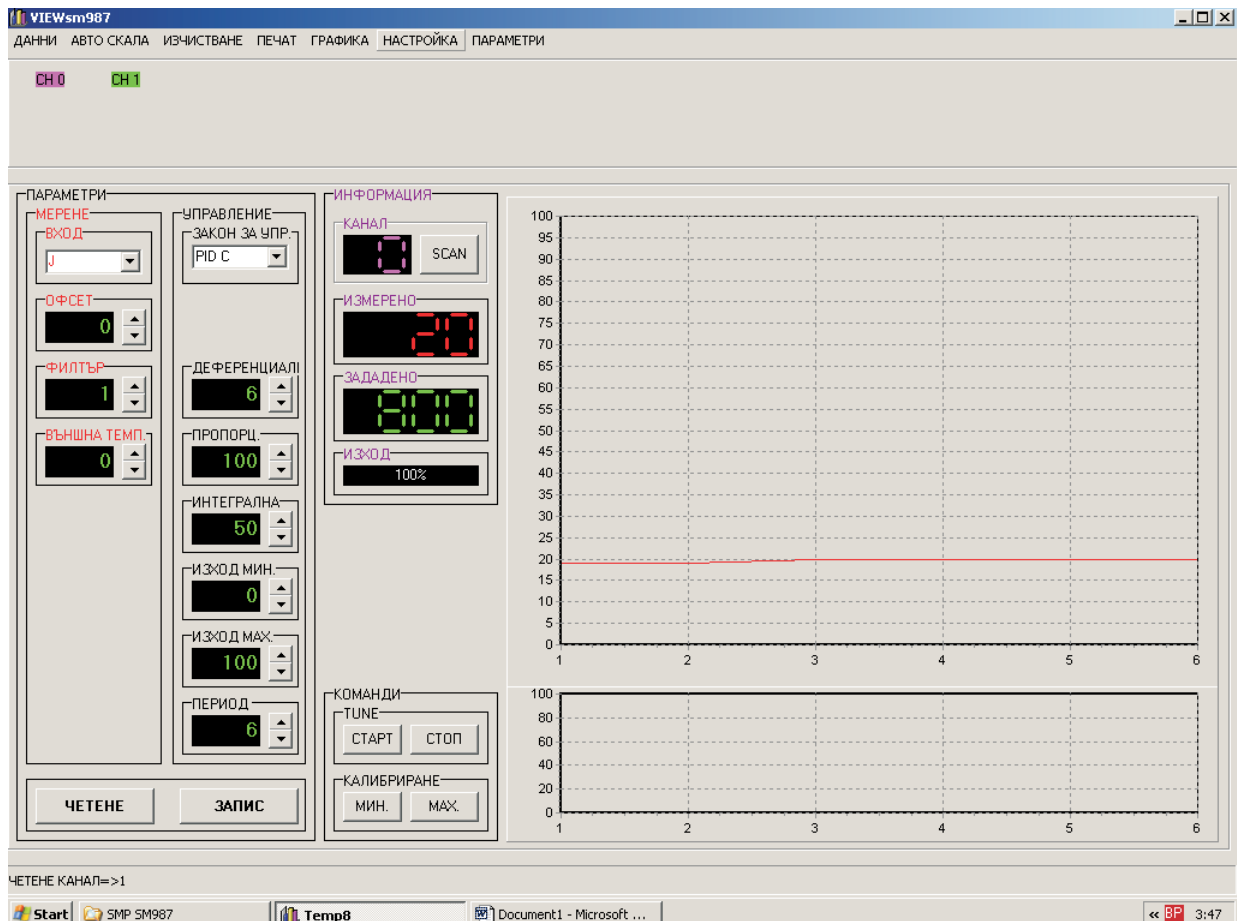 VIEWsm987
ДАННИ АВТО СКАЛА ИЗЧИСТВАНЕ ПЕЧАТ ГРАФИКА НАСТРОЙКА ПАРАМЕТРИ
CH 0 CH 1
ПАРАМЕТРИ
МЕРЕНЕ
ВХОД
J
ОФСЕТ
0
ФИЛТЪР
1
ВЪНШНА ТЕМП.
0
УПРАВЛЕНИЕ
ЗАКОН ЗА УПР.
PID C
ДЕФЕРЕНЦИАЛ
6
ПРОПОРЦ.
100
ИНТЕГРАЛНА
50
ИЗХОД МИН.
0
ИЗХОД МАХ.
100
ПЕРИОД
6
ЧЕТЕНЕ ЗАПИС
ИНФОРМАЦИЯ
КАНАЛ
0 SCAN
ИЗМЕРЕНО
20
ЗАДАДЕНО
800
ИЗХОД
100%
КОМАНДИ
TUNE
СТАРТ СТОП
КАЛИБРИРАНЕ
МИН. МАХ.
100
95
90
85
80
75
70
65
60
55
50
45
40
35
30
25
20
15
10
5
0
1 2 3 4 5 6
100
80
60
40
20
0
1 2 3 4 5 6
ЧЕТЕНЕ КАНАЛ=>1
Start SMP SM987 Temp8 Document1 - Microsoft ... « BP 3:47